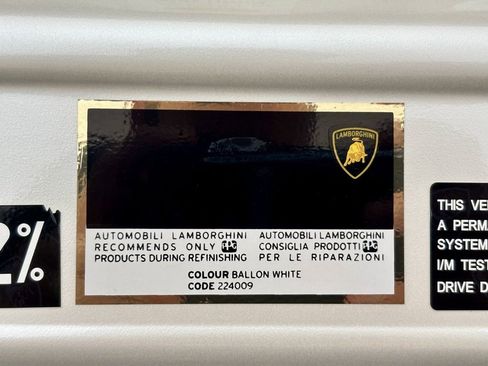 LAMBORGHINI
AUTOMOBILI LAMBORGHINI
RECOMMENDS ONLY PPG
PRODUCTS DURING REFINISHING
AUTOMOBILI LAMBORGHINI
CONSIGLIA PRODOTTI PPG
PER LE RIPARAZIONI
COLOUR BALLON WHITE
CODE 224009
2%
THIS VE
A PERM
SYSTEM
I/M TEST
DRIVE D